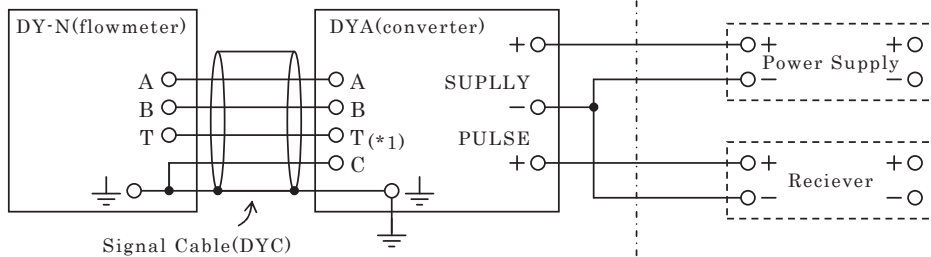 DY-N(flowmeter)
DYA(converter)
A
B
T
A
B
T(*1)
C
+
SUPLLY
−
PULSE
+
+
+
Power Supply
−
−
+
+
Reciever
−
−
Signal Cable(DYC)